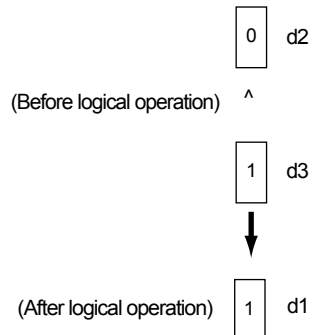 0 d2
(Before logical operation) ^
1 d3
(After logical operation) 1 d1